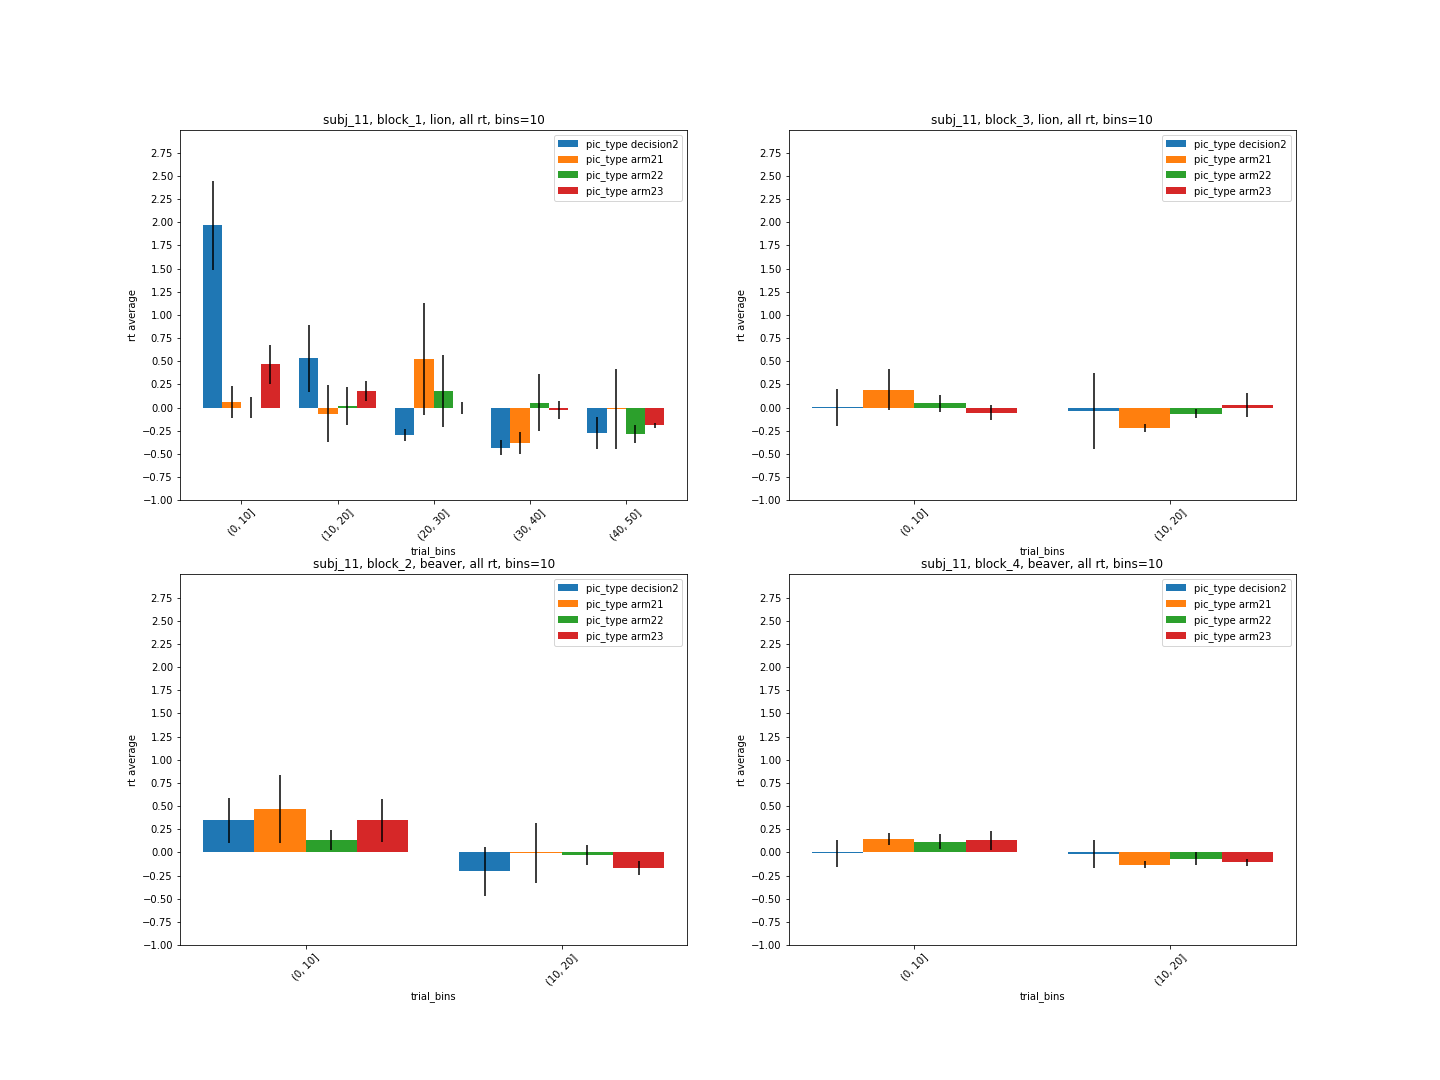 subj_11, block_1, lion, all rt, bins=10
pic_type decision2
pic_type arm21
pic_type arm22
pic_type arm23
2.75
2.50
2.25
2.00
1.75
1.50
1.25
1.00
0.75
0.50
0.25
0.00
−0.25
−0.50
−0.75
−1.00
rt average
(0, 10]
(10, 20]
(20, 30]
(30, 40]
(40, 50]
trial_bins
subj_11, block_3, lion, all rt, bins=10
pic_type decision2
pic_type arm21
pic_type arm22
pic_type arm23
2.75
2.50
2.25
2.00
1.75
1.50
1.25
1.00
0.75
0.50
0.25
0.00
−0.25
−0.50
−0.75
−1.00
rt average
(0, 10]
(10, 20]
trial_bins
subj_11, block_2, beaver, all rt, bins=10
pic_type decision2
pic_type arm21
pic_type arm22
pic_type arm23
2.75
2.50
2.25
2.00
1.75
1.50
1.25
1.00
0.75
0.50
0.25
0.00
−0.25
−0.50
−0.75
−1.00
rt average
(0, 10]
(10, 20]
trial_bins
subj_11, block_4, beaver, all rt, bins=10
pic_type decision2
pic_type arm21
pic_type arm22
pic_type arm23
2.75
2.50
2.25
2.00
1.75
1.50
1.25
1.00
0.75
0.50
0.25
0.00
−0.25
−0.50
−0.75
−1.00
rt average
(0, 10]
(10, 20]
trial_bins